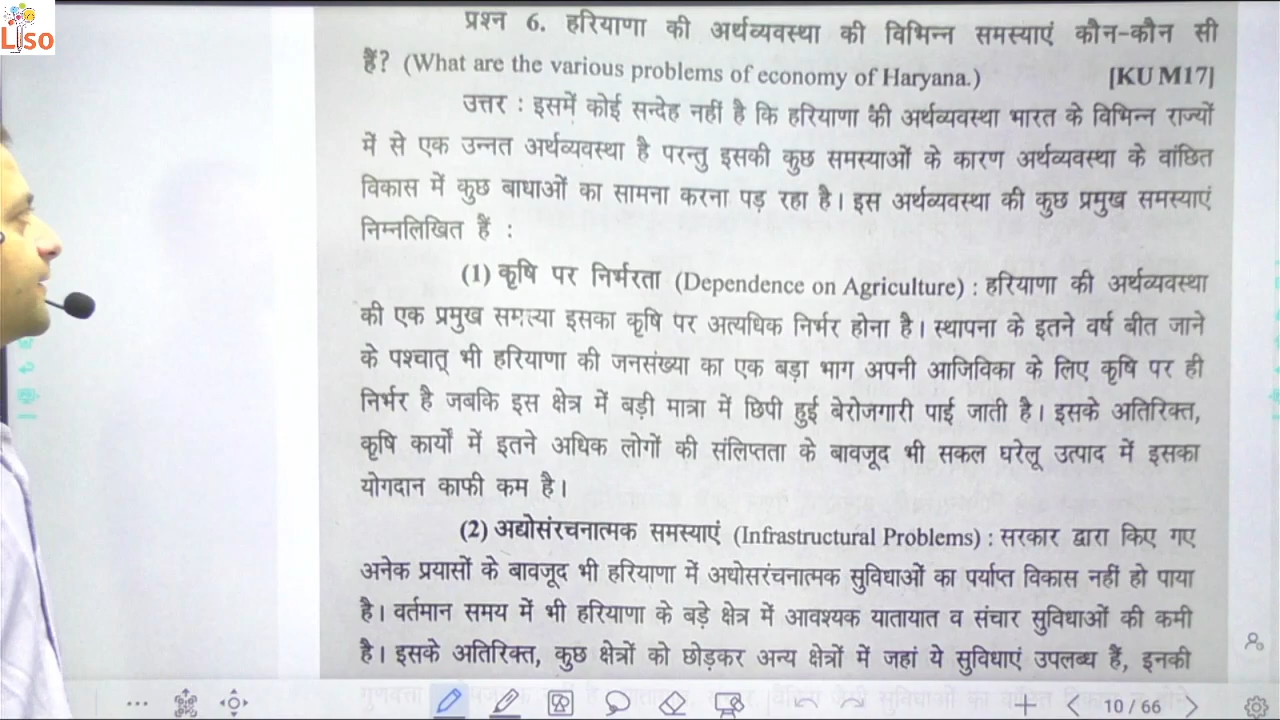 Liso
प्रश्न 6. हरियाणा की अर्थव्यवस्था की विभिन्न समस्याएं कौन-कौन सी
हैं? (What are the various problems of economy of Haryana.) [KU M17]
उत्तर : इसमें कोई सन्देह नहीं है कि हरियाणा की अर्थव्यवस्था भारत के विभिन्न राज्यों
में से एक उन्नत अर्थव्यवस्था है परन्तु इसकी कुछ समस्याओं के कारण अर्थव्यवस्था के वांछित
विकास में कुछ बाधाओं का सामना करना पड़ रहा है। इस अर्थव्यवस्था की कुछ प्रमुख समस्याएं
निम्नलिखित हैं :
(1) कृषि पर निर्भरता (Dependence on Agriculture) : हरियाणा की अर्थव्यवस्था
की एक प्रमुख समस्या इसका कृषि पर अत्यधिक निर्भर होना है। स्थापना के इतने वर्ष बीत जाने
के पश्चात् भी हरियाणा की जनसंख्या का एक बड़ा भाग अपनी आजिविका के लिए कृषि पर ही
निर्भर है जबकि इस क्षेत्र में बड़ी मात्रा में छिपी हुई बेरोजगारी पाई जाती है। इसके अतिरिक्त,
कृषि कार्यों में इतने अधिक लोगों की संलिप्तता के बावजूद भी सकल घरेलू उत्पाद में इसका
योगदान काफी कम है।
(2) अद्योसंरचनात्मक समस्याएं (Infrastructural Problems) : सरकार द्वारा किए गए
अनेक प्रयासों के बावजूद भी हरियाणा में अधोसरंचनात्मक सुविधाओं का पर्याप्त विकास नहीं हो पाया
है। वर्तमान समय में भी हरियाणा के बड़े क्षेत्र में आवश्यक यातायात व संचार सुविधाओं की कमी
है। इसके अतिरिक्त, कुछ क्षेत्रों को छोड़कर अन्य क्षेत्रों में जहां ये सुविधाएं उपलब्ध हैं, इनकी
10 / 66